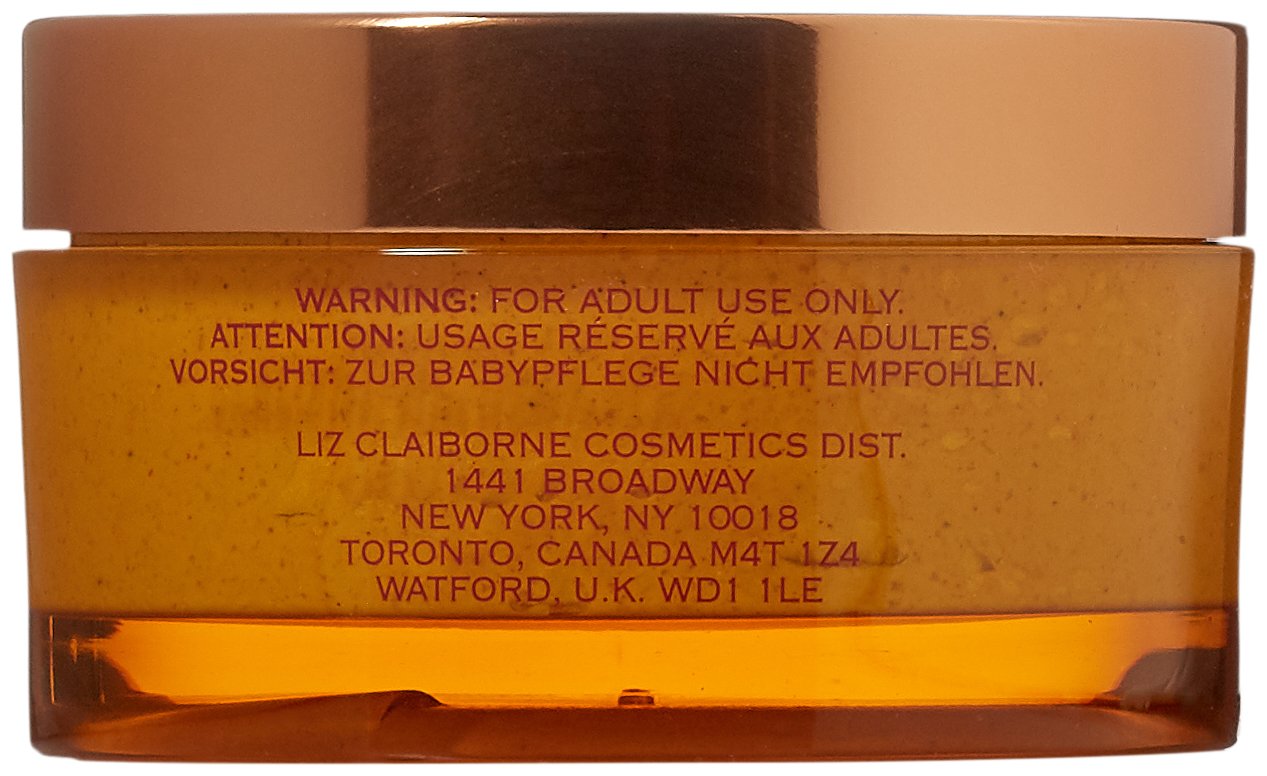 WARNING: FOR ADULT USE ONLY.
ATTENTION: USAGE RÉSERVÉ AUX ADULTES.
VORSICHT: ZUR BABYPFLEGE NICHT EMPFOHLEN.
LIZ CLAIBORNE COSMETICS DIST.
1441 BROADWAY
NEW YORK, NY 10018
TORONTO, CANADA M4T 1Z4
WATFORD, U.K. WD1 1LE